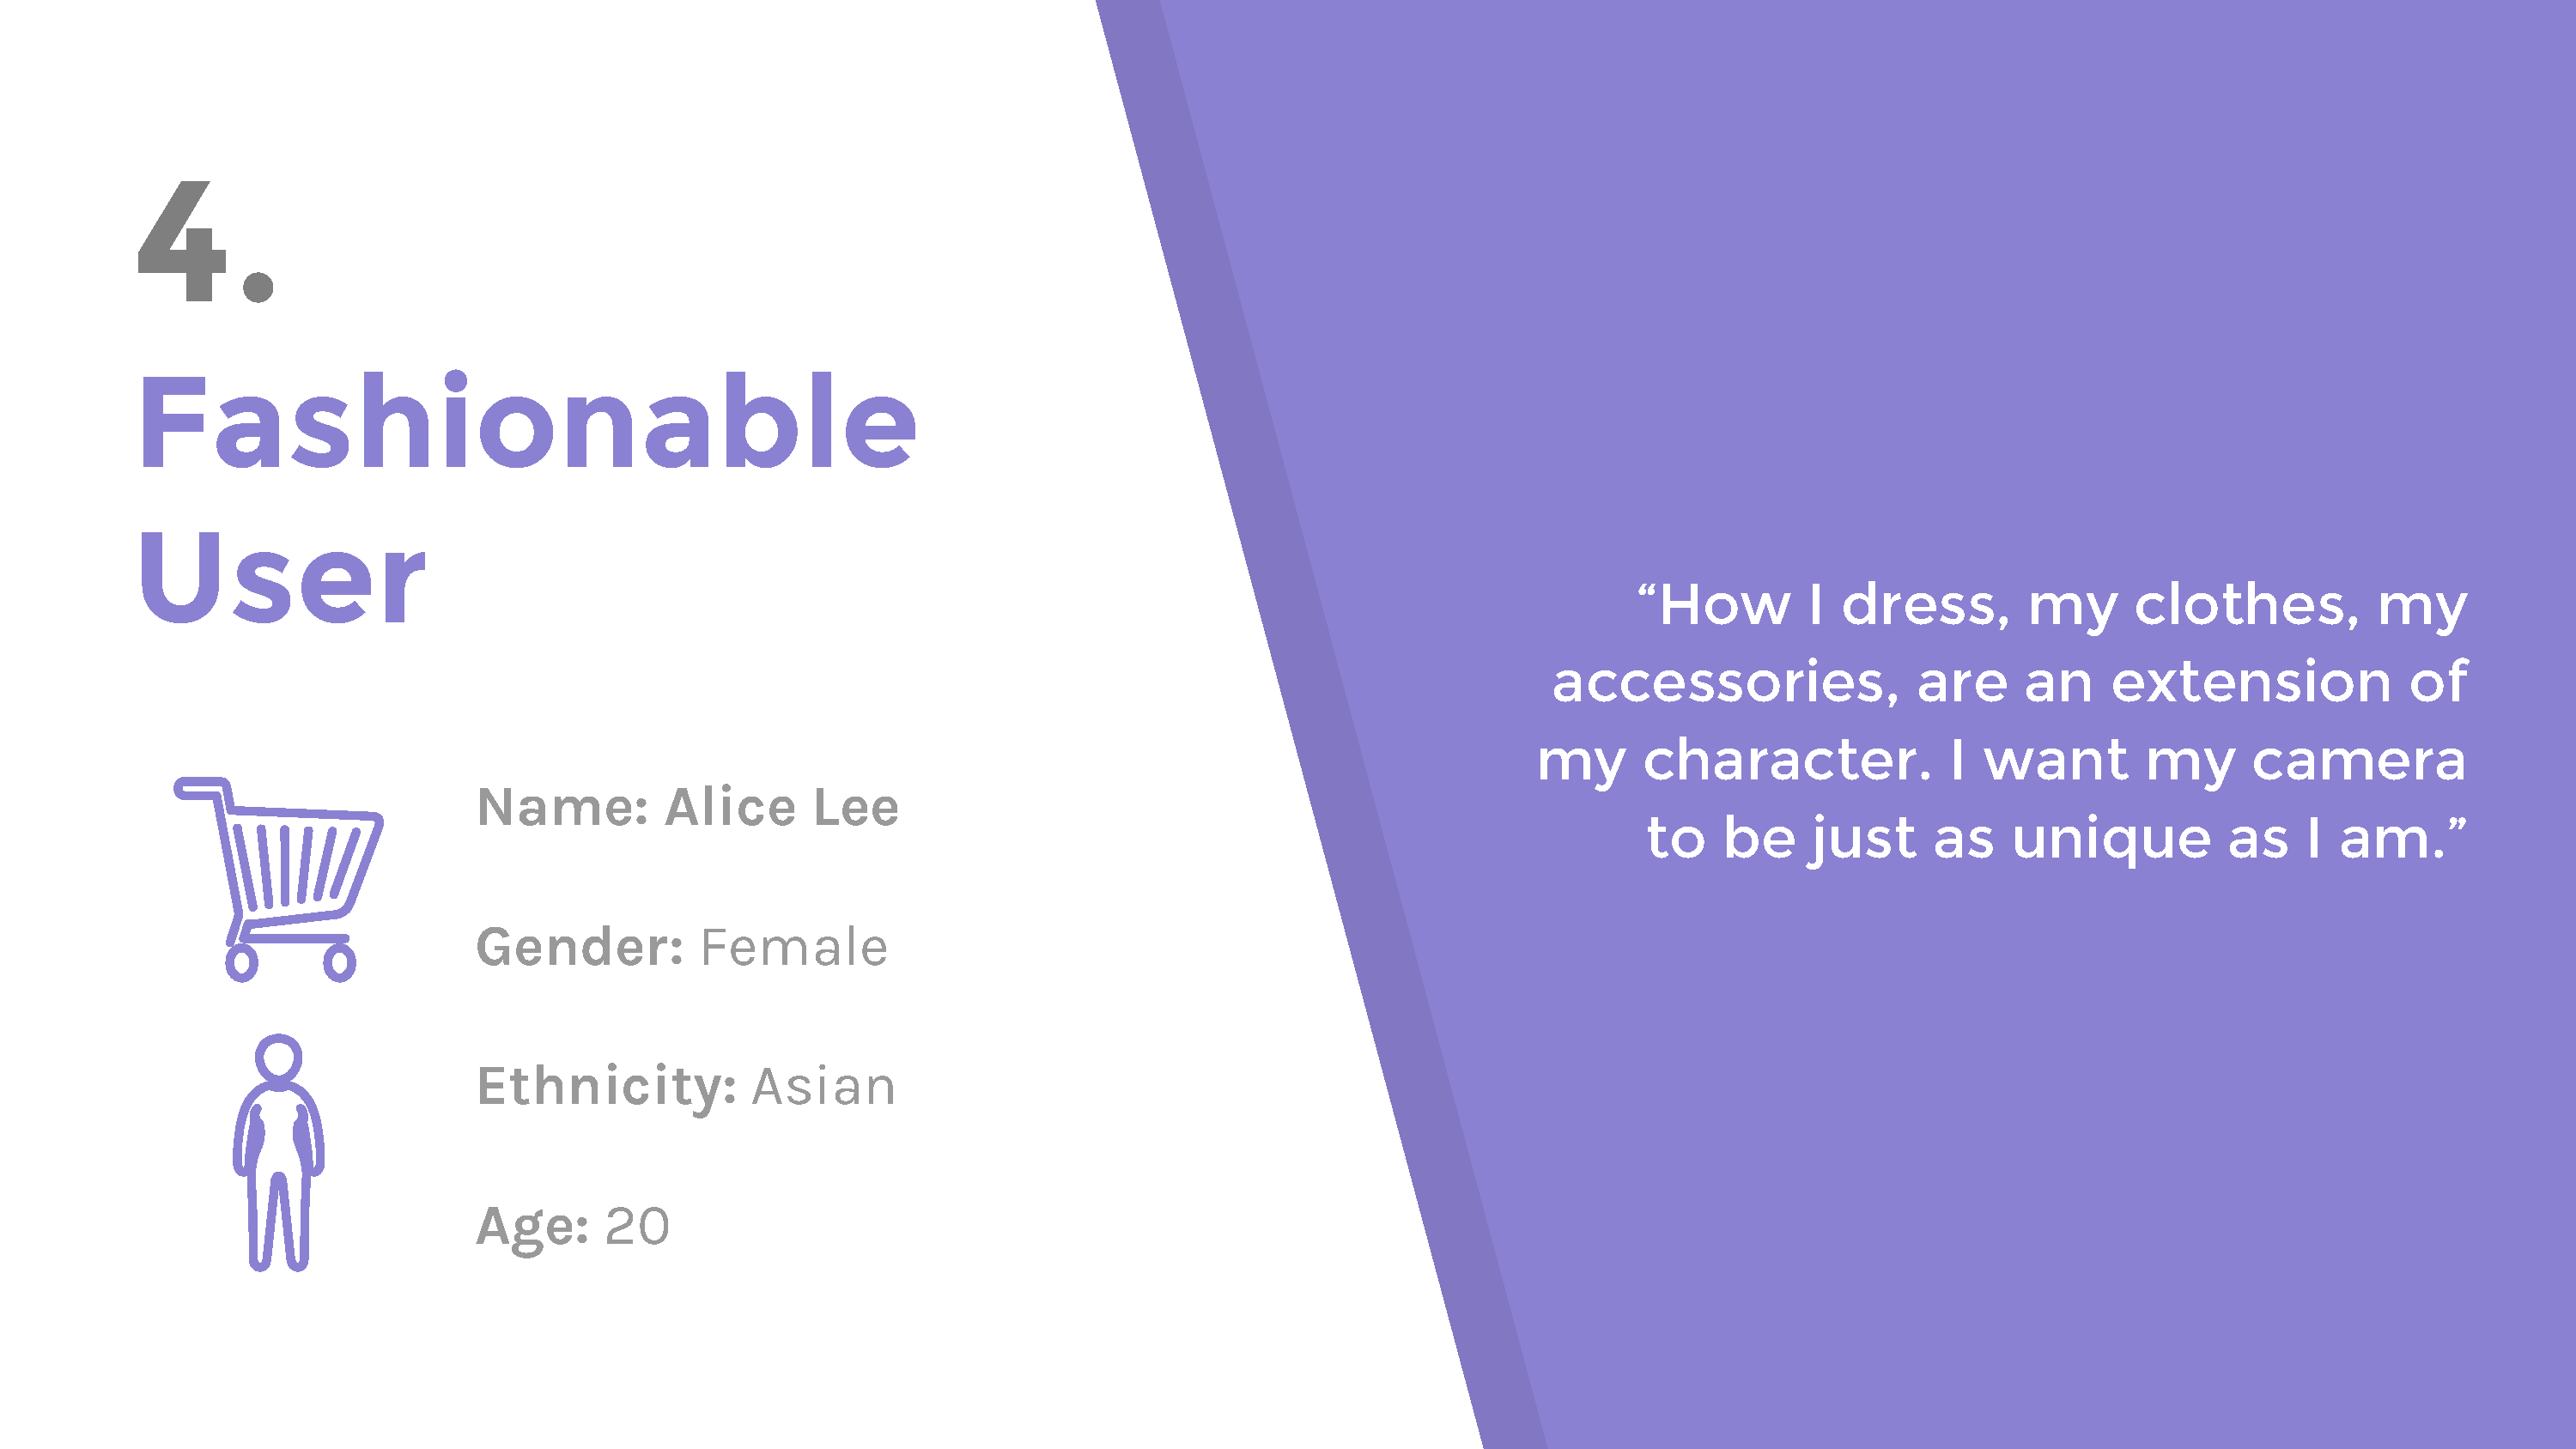 4.
Fashionable
User
Name: Alice Lee
Gender: Female
Ethnicity: Asian
Age: 20
“How I dress, my clothes, my
accessories, are an extension of
my character. I want my camera
to be just as unique as I am.”